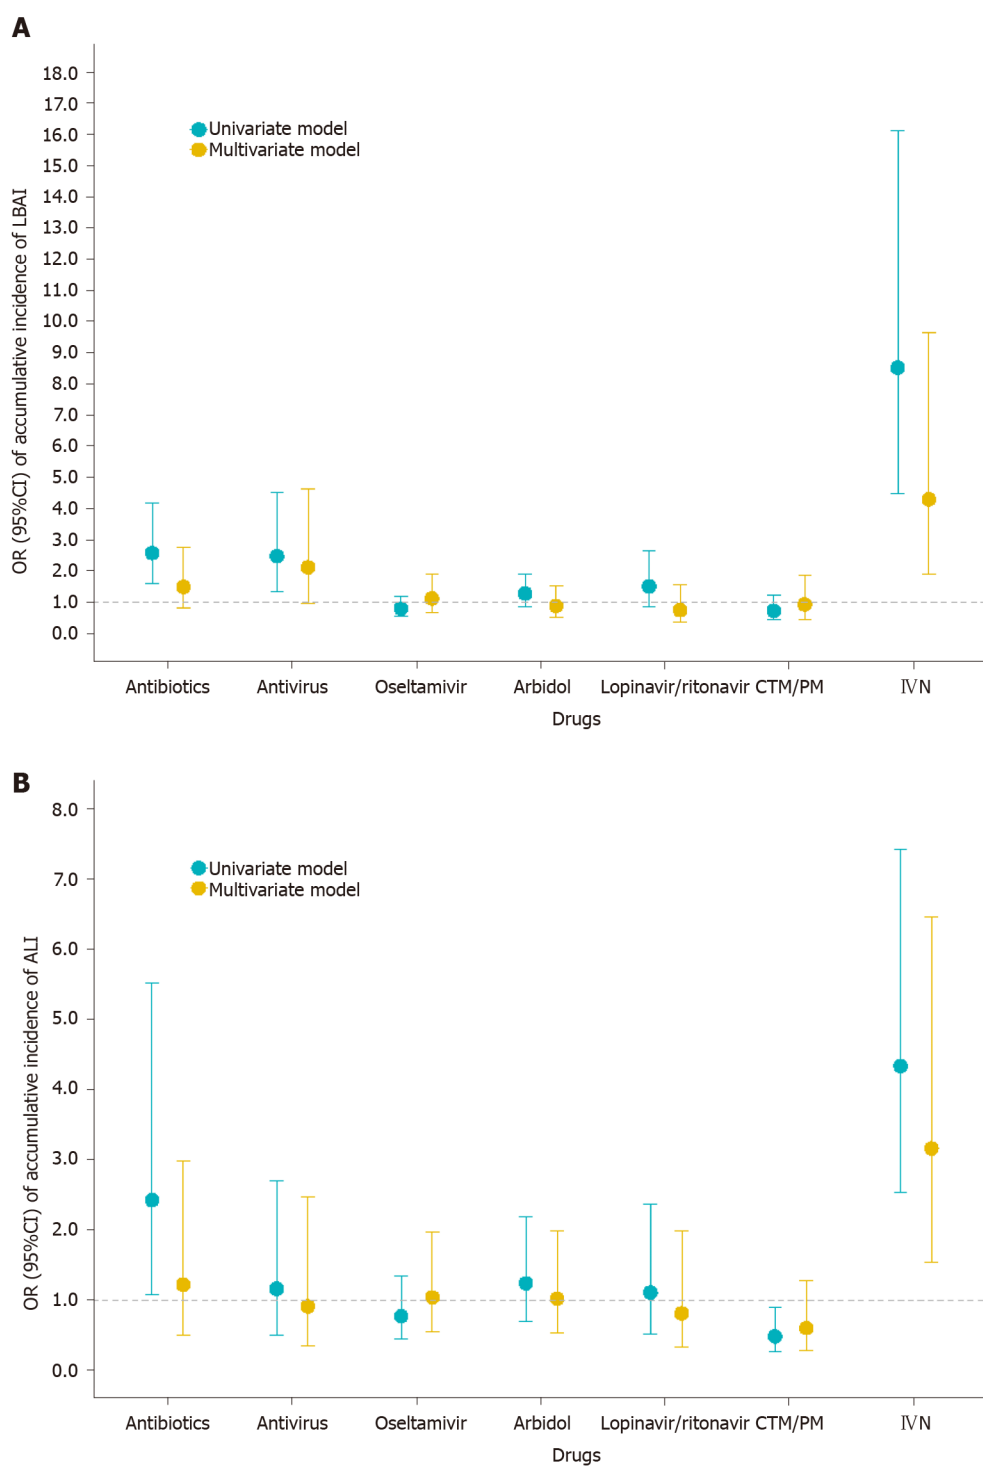 A
18.0
17.0
16.0
15.0
14.0
13.0
12.0
11.0
10.0
9.0
8.0
7.0
6.0
5.0
4.0
3.0
2.0
1.0
0.0
OR (95%CI) of accumulative incidence of LBAI
Univariate model
Multivariate model
Antibiotics Antivirus Oseltamivir Arbidol Lopinavir/ritonavir CTM/PM ⅣN
Drugs
B
8.0
7.0
6.0
5.0
4.0
3.0
2.0
1.0
0.0
OR (95%CI) of accumulative incidence of ALI
Univariate model
Multivariate model
Antibiotics Antivirus Oseltamivir Arbidol Lopinavir/ritonavir CTM/PM ⅣN
Drugs